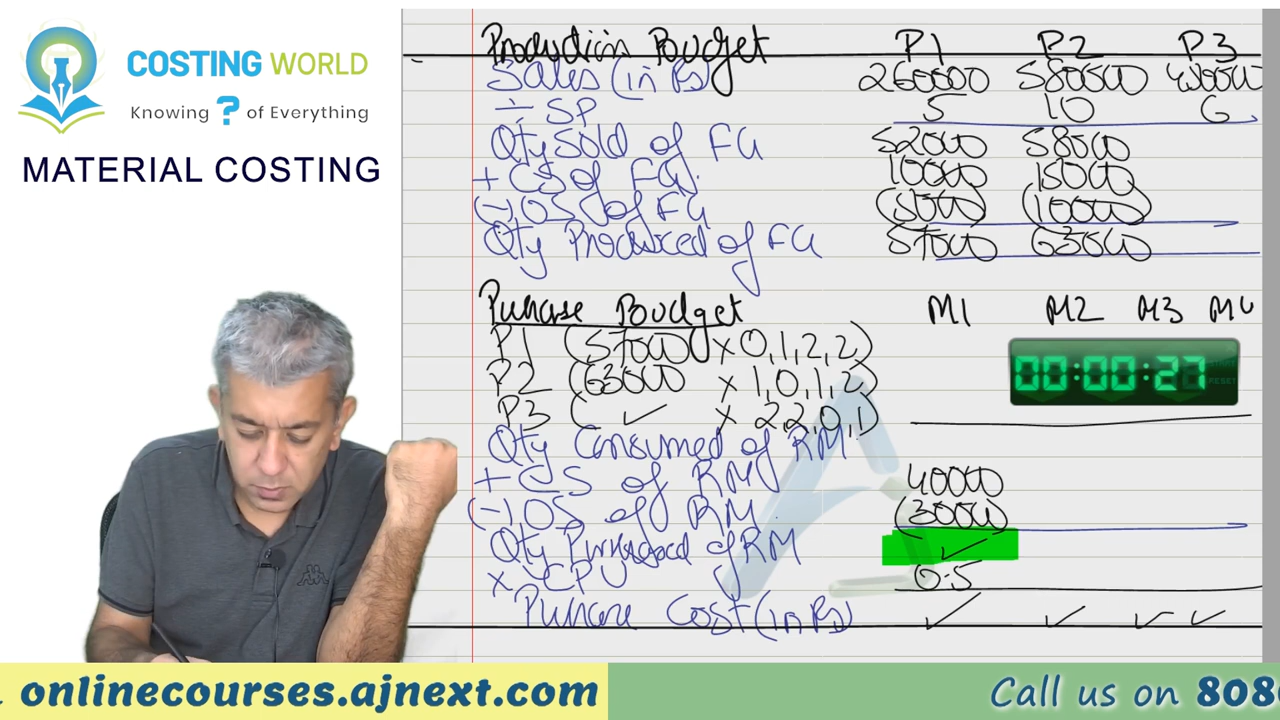 COSTING WORLD
Knowing ? of Everything
MATERIAL COSTING
Production Budget P1 P2 P3
Sales (in Rs) 260000 580000
÷ SP 5 10 6
Qty Sold of FG 52000 58000
+ CS of FG 10000 15000
(-) OS of FG (5000) (10000)
Qty Produced of FG 57000 63000
Purchase Budget M1 M2 M3 M4
P1 (57000 x 0,1,2,2)
P2 (63000 x 1,0,1,2)
P3 ( ✓ x 2,2,0,1)
00:00:27
RESET
Qty Consumed of RM
+ CS of RM 40000
(-) OS of RM (30000)
Qty Purchased of RM ✓
x CP 0.5
Purchase Cost (in Rs) ✓ ✓ ✓ ✓
onlinecourses.ajnext.com
Call us on 808